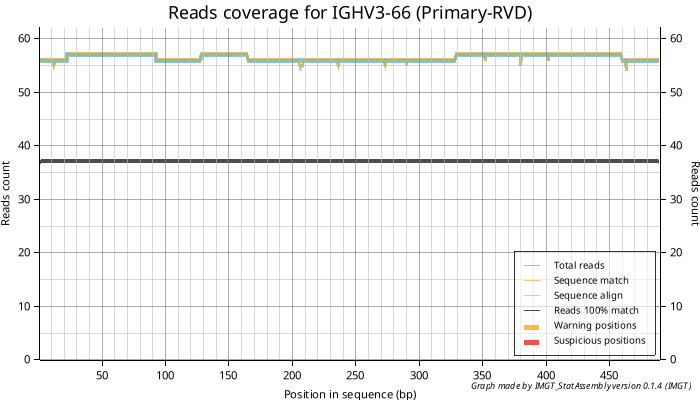 Reads coverage for IGHV3-66 (Primary-RVD)
60 60
50 50
40 40
30 30
20 20
10 10
0 0
Reads count
Reads count
Total reads
Sequence match
Sequence align
Reads 100% match
Warning positions
Suspicious positions
50 100 150 200 250 300 350 400 450
Position in sequence (bp)
Graph made by IMGT_StatAssemblyversion 0.1.4 (IMGT)